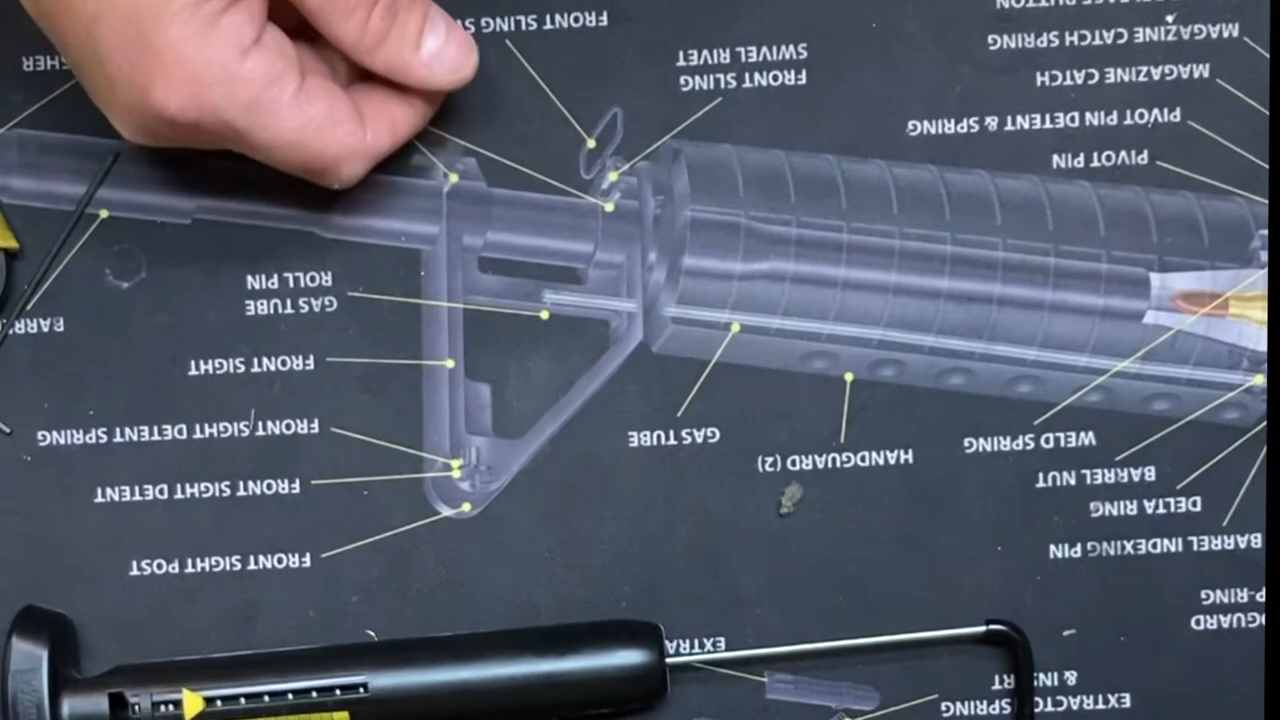 BUTTON
FRONT SLING
MAGAZINE CATCH SPRING
FRONT SLING
SWIVEL RIVET
MAGAZINE CATCH
PIVOT PIN DETENT & SPRING
PIVOT PIN
GAS TUBE
ROLL PIN
FRONT SIGHT
FRONT SIGHT DETENT SPRING
GAS TUBE
HANDGUARD (2)
WELD SPRING
BARREL NUT
FRONT SIGHT DETENT
DELTA RING
FRONT SIGHT POST
BARREL INDEXING PIN
EXTRACTOR SPRING
&